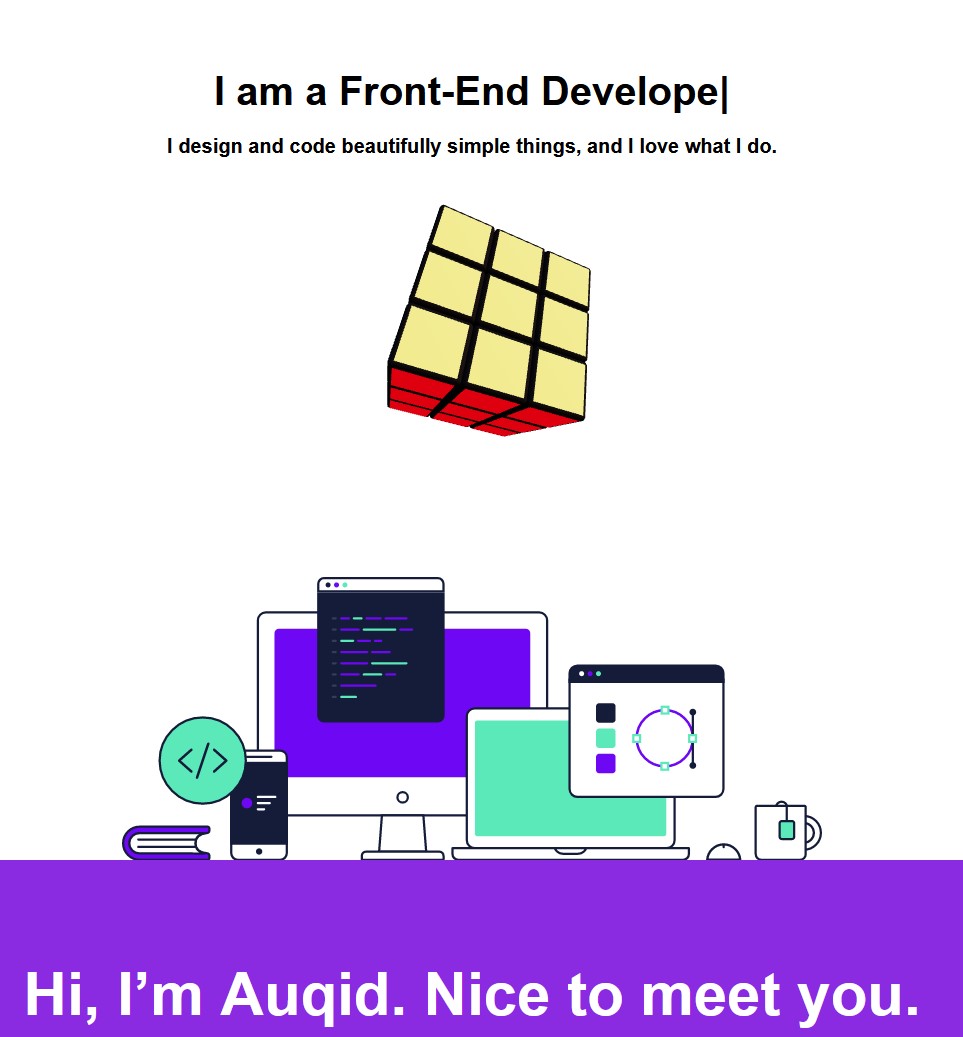 I am a Front-End Develope|
I design and code beautifully simple things, and I love what I do.
</>
Hi, I’m Auqid. Nice to meet you.